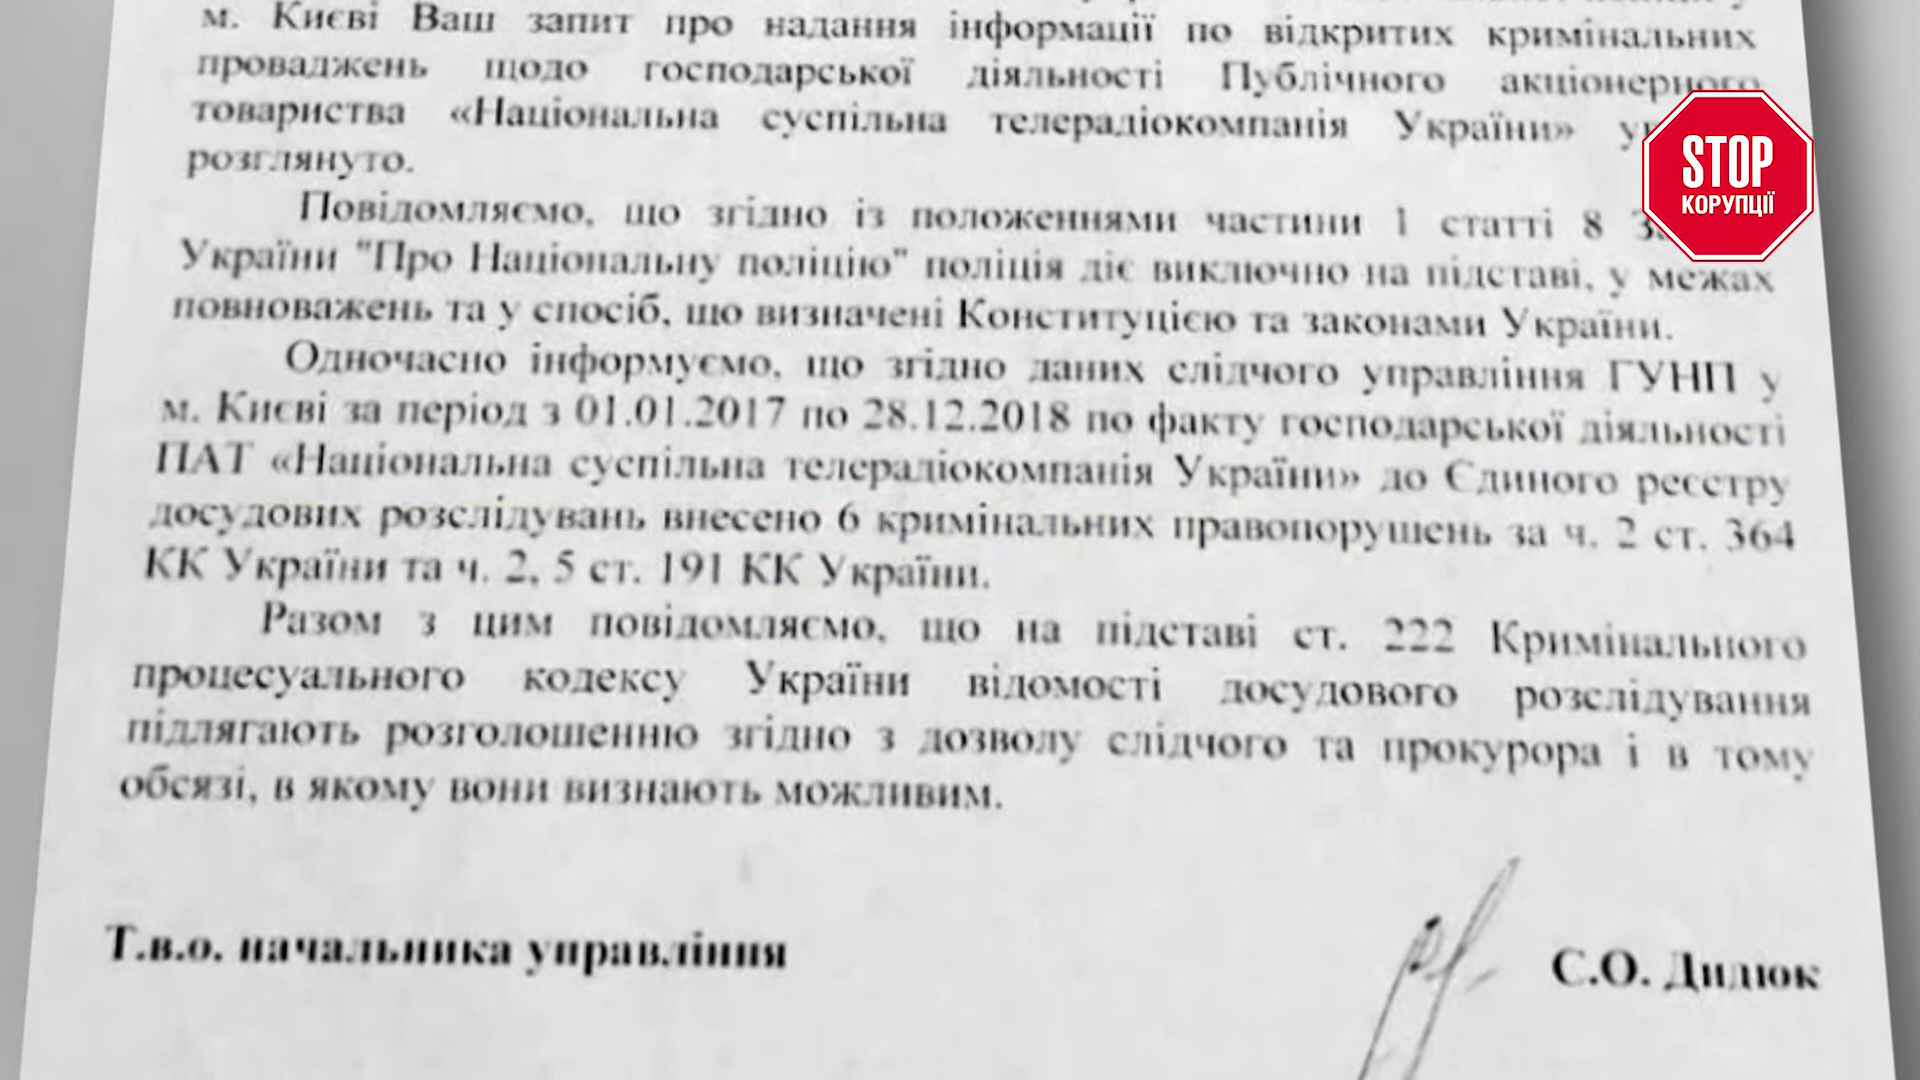 м. Києві Ваш запит про надання інформації по відкритих кримінальних
проваджень щодо господарської діяльності Публічного акціонерного
товариства «Національна суспільна телерадіокомпанія України»
розглянуто.
Повідомляємо, що згідно із положеннями частини 1 статті 8
України "Про Національну поліцію" поліція діє виключно на підставі, у межах
повноважень та у спосіб, що визначені Конституцією та законами України.
Одночасно інформуємо, що згідно даних слідчого управління ГУНП у
м. Києві за період з 01.01.2017 по 28.12.2018 по факту господарської діяльності
ПАТ «Національна суспільна телерадіокомпанія України» до Єдиного реєстру
досудових розслідувань внесено 6 кримінальних правопорушень за ч. 2 ст. 364
КК України та ч. 2, 5 ст. 191 КК України.
Разом з цим повідомляємо, що на підставі ст. 222 Кримінального
процесуального кодексу України відомості досудового розслідування
підлягають розголошенню згідно з дозволу слідчого та прокурора і в тому
обсязі, в якому вони визнають можливим.
Т.в.о. начальника управління
С.О. Дидюк
STOP
КОРУПЦІЇ